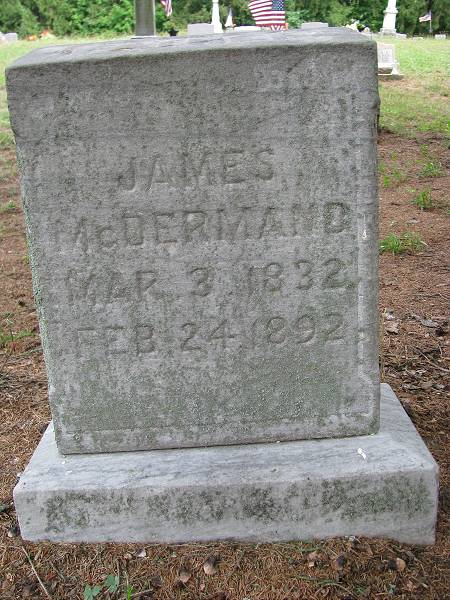 JAMES
McDERMAND
MAR. 3, 1832.
FEB. 24, 1892.